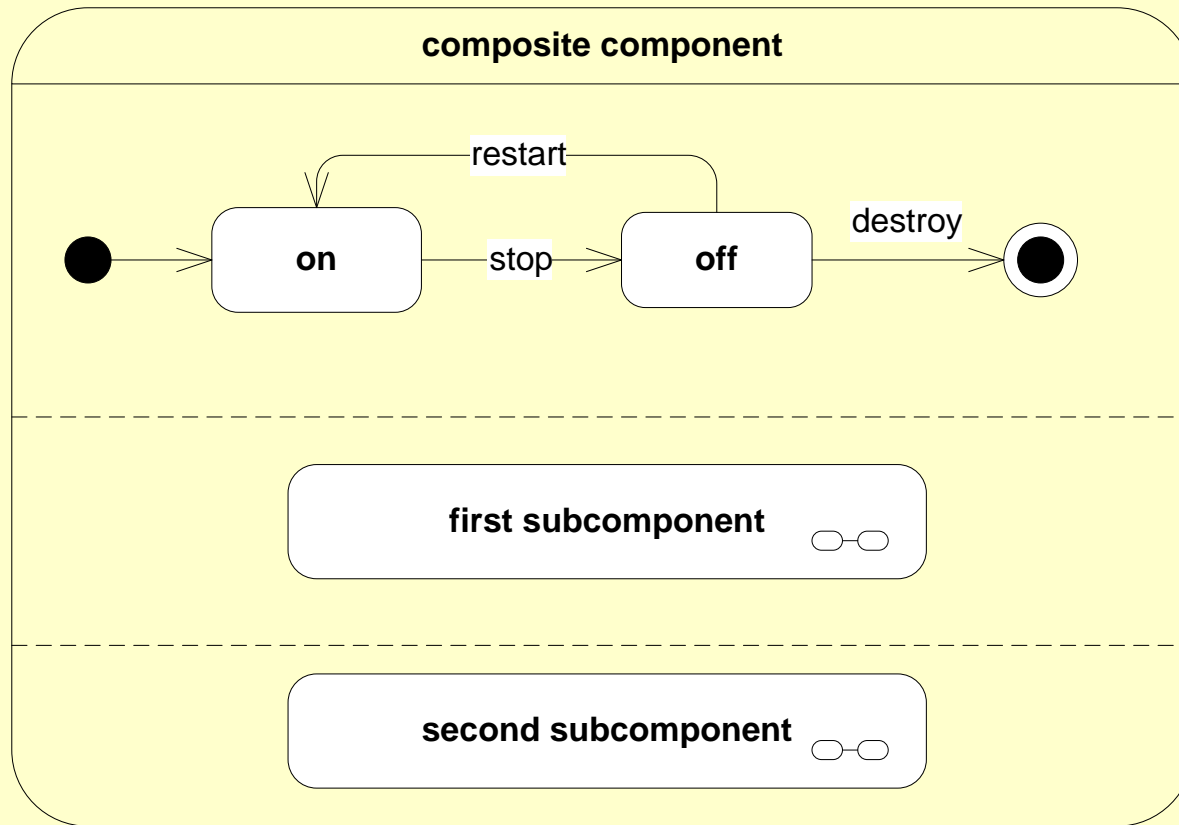 composite component
restart
destroy
on
stop
off
first subcomponent
second subcomponent